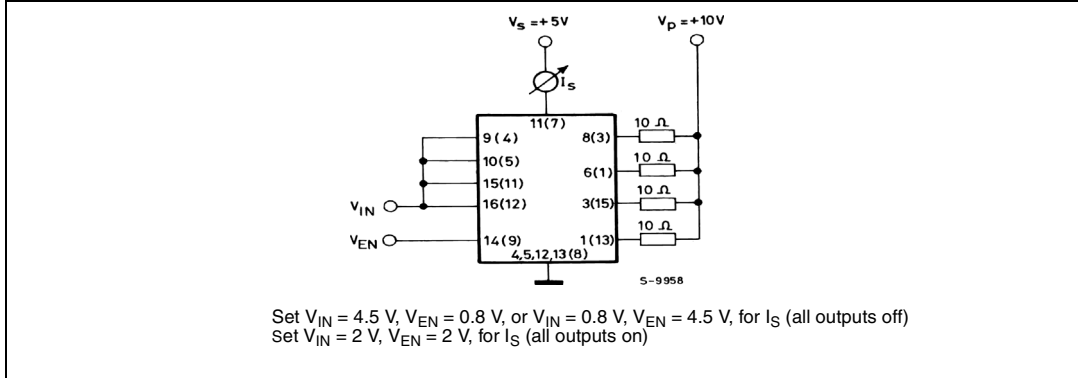 Vs = +5V
Vp = +10V
Is
11(7)
9(4)
8(3)
10 Ω
10(5)
6(1)
10 Ω
15(11)
16(12)
3(15)
10 Ω
VIN
VEN
14(9)
1(13)
10 Ω
4,5,12,13(8)
S-9958
Set VIN = 4.5 V, VEN = 0.8 V, or VIN = 0.8 V, VEN = 4.5 V, for IS (all outputs off)
Set VIN = 2 V, VEN = 2 V, for IS (all outputs on)